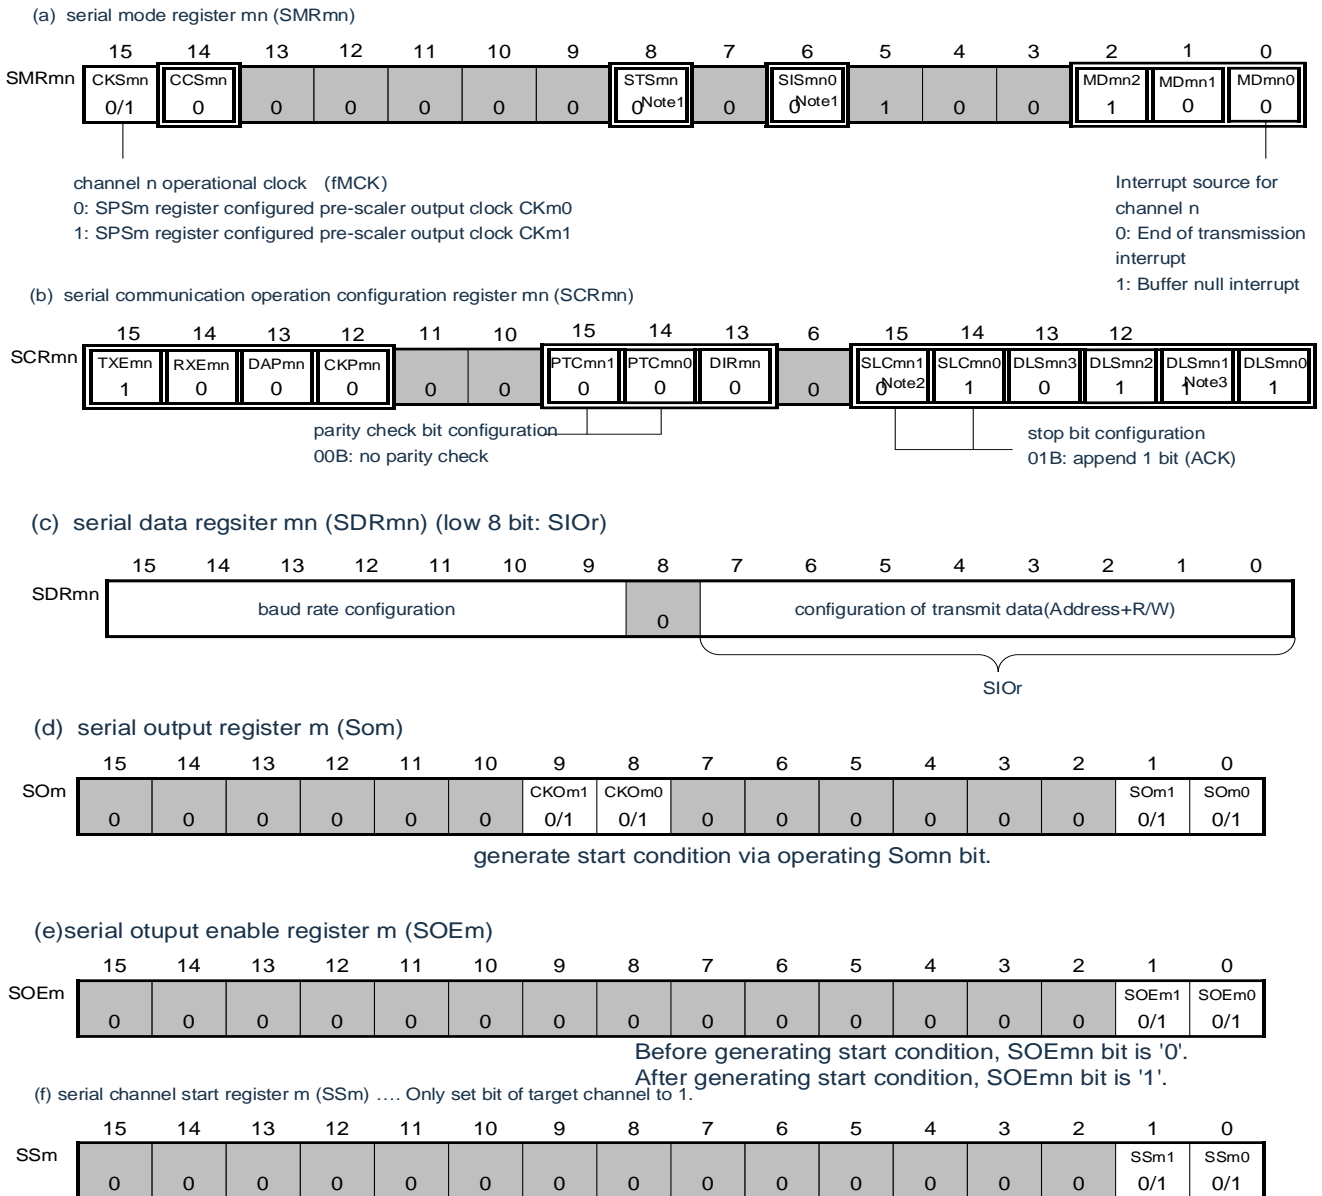 (a) serial mode register mn (SMRmn)
15 14 13 12 11 10 9 8 7 6 5 4 3 2 1 0
SMRmn CKSmn CCSmn STSmn SISmn0 MDmn2 MDmn1 MDmn0
0/1 0 0 0 0 0 0 0Note1 0 0Note1 1 0 0 1 0 0
channel n operational clock (fMCK)
0: SPSm register configured pre-scaler output clock CKm0
1: SPSm register configured pre-scaler output clock CKm1
Interrupt source for
channel n
0: End of transmission
interrupt
1: Buffer null interrupt
(b) serial communication operation configuration register mn (SCRmn)
15 14 13 12 11 10 15 14 13 6 15 14 13 12
SCRmn TXEmn RXEmn DAPmn CKPmn PTCmn1 PTCmn0 DIRmn SLCmn1 SLCmn0 DLSmn3 DLSmn2 DLSmn1 DLSmn0
1 0 0 0 0 0 0 0 0 0 0Note2 1 0 1 1Note3 1
parity check bit configuration
00B: no parity check
stop bit configuration
01B: append 1 bit (ACK)
(c) serial data regsiter mn (SDRmn) (low 8 bit: SIOr)
15 14 13 12 11 10 9 8 7 6 5 4 3 2 1 0
SDRmn baud rate configuration 0 configuration of transmit data(Address+R/W)
SIOr
(d) serial output register m (Som)
15 14 13 12 11 10 9 8 7 6 5 4 3 2 1 0
SOm CKOm1 CKOm0 SOm1 SOm0
0 0 0 0 0 0 0/1 0/1 0 0 0 0 0 0 0/1 0/1
generate start condition via operating Somn bit.
(e)serial otuput enable register m (SOEm)
15 14 13 12 11 10 9 8 7 6 5 4 3 2 1 0
SOEm SOEm1 SOEm0
0 0 0 0 0 0 0 0 0 0 0 0 0 0 0/1 0/1
Before generating start condition, SOEmn bit is '0'.
After generating start condition, SOEmn bit is '1'.
(f) serial channel start register m (SSm) .... Only set bit of target channel to 1.
15 14 13 12 11 10 9 8 7 6 5 4 3 2 1 0
SSm SSm1 SSm0
0 0 0 0 0 0 0 0 0 0 0 0 0 0 0/1 0/1